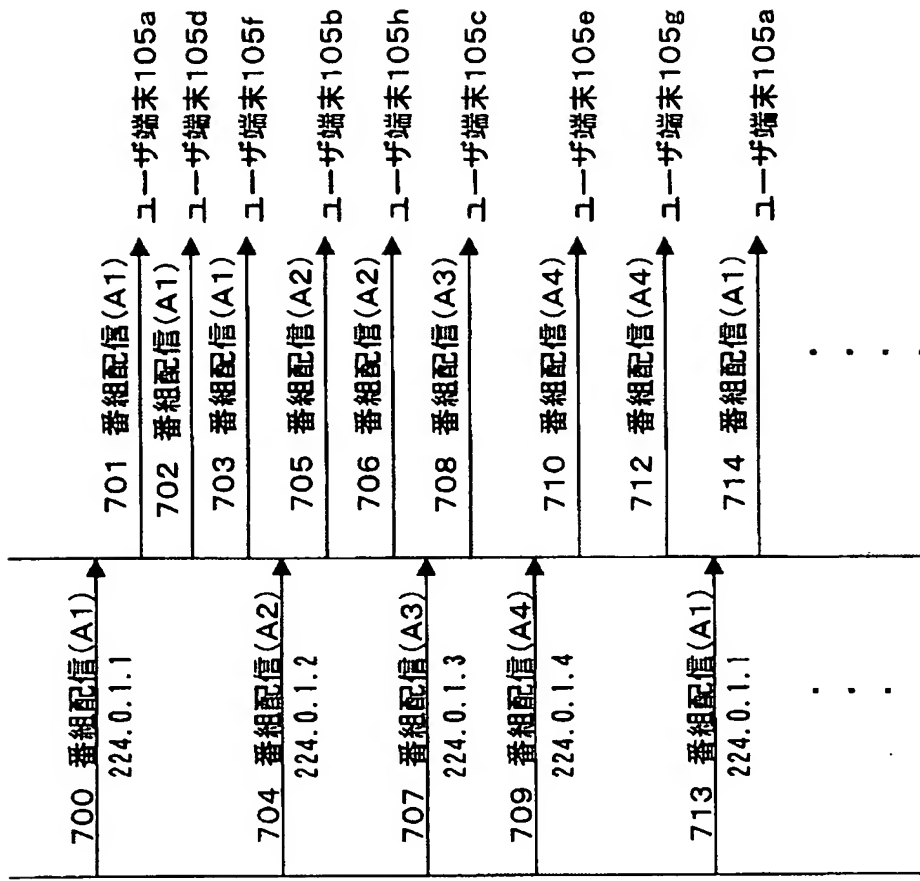 700 番組配信(A1)
224.0.1.1
701 番組配信(A1)
ユーザ端末105a
702 番組配信(A1)
ユーザ端末105d
703 番組配信(A1)
ユーザ端末105f
704 番組配信(A2)
224.0.1.2
705 番組配信(A2)
ユーザ端末105b
706 番組配信(A2)
ユーザ端末105h
707 番組配信(A3)
224.0.1.3
708 番組配信(A3)
ユーザ端末105c
709 番組配信(A4)
224.0.1.4
710 番組配信(A4)
ユーザ端末105e
712 番組配信(A4)
ユーザ端末105g
713 番組配信(A1)
224.0.1.1
714 番組配信(A1)
ユーザ端末105a